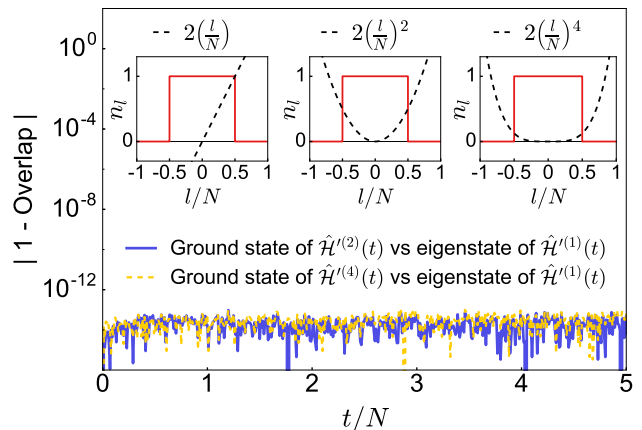 10⁰
10⁻⁴
10⁻⁸
10⁻¹²
| 1 - Overlap |
2(l/N)
2(l/N)²
2(l/N)⁴
n_l
1
0
-1 -0.5 0 0.5 1
l/N
n_l
1
0
-1 -0.5 0 0.5 1
l/N
n_l
1
0
-1 -0.5 0 0.5 1
l/N
Ground state of Ĥ′⁽²⁾(t) vs eigenstate of Ĥ′⁽¹⁾(t)
Ground state of Ĥ′⁽⁴⁾(t) vs eigenstate of Ĥ′⁽¹⁾(t)
0 1 2 3 4 5
t/N